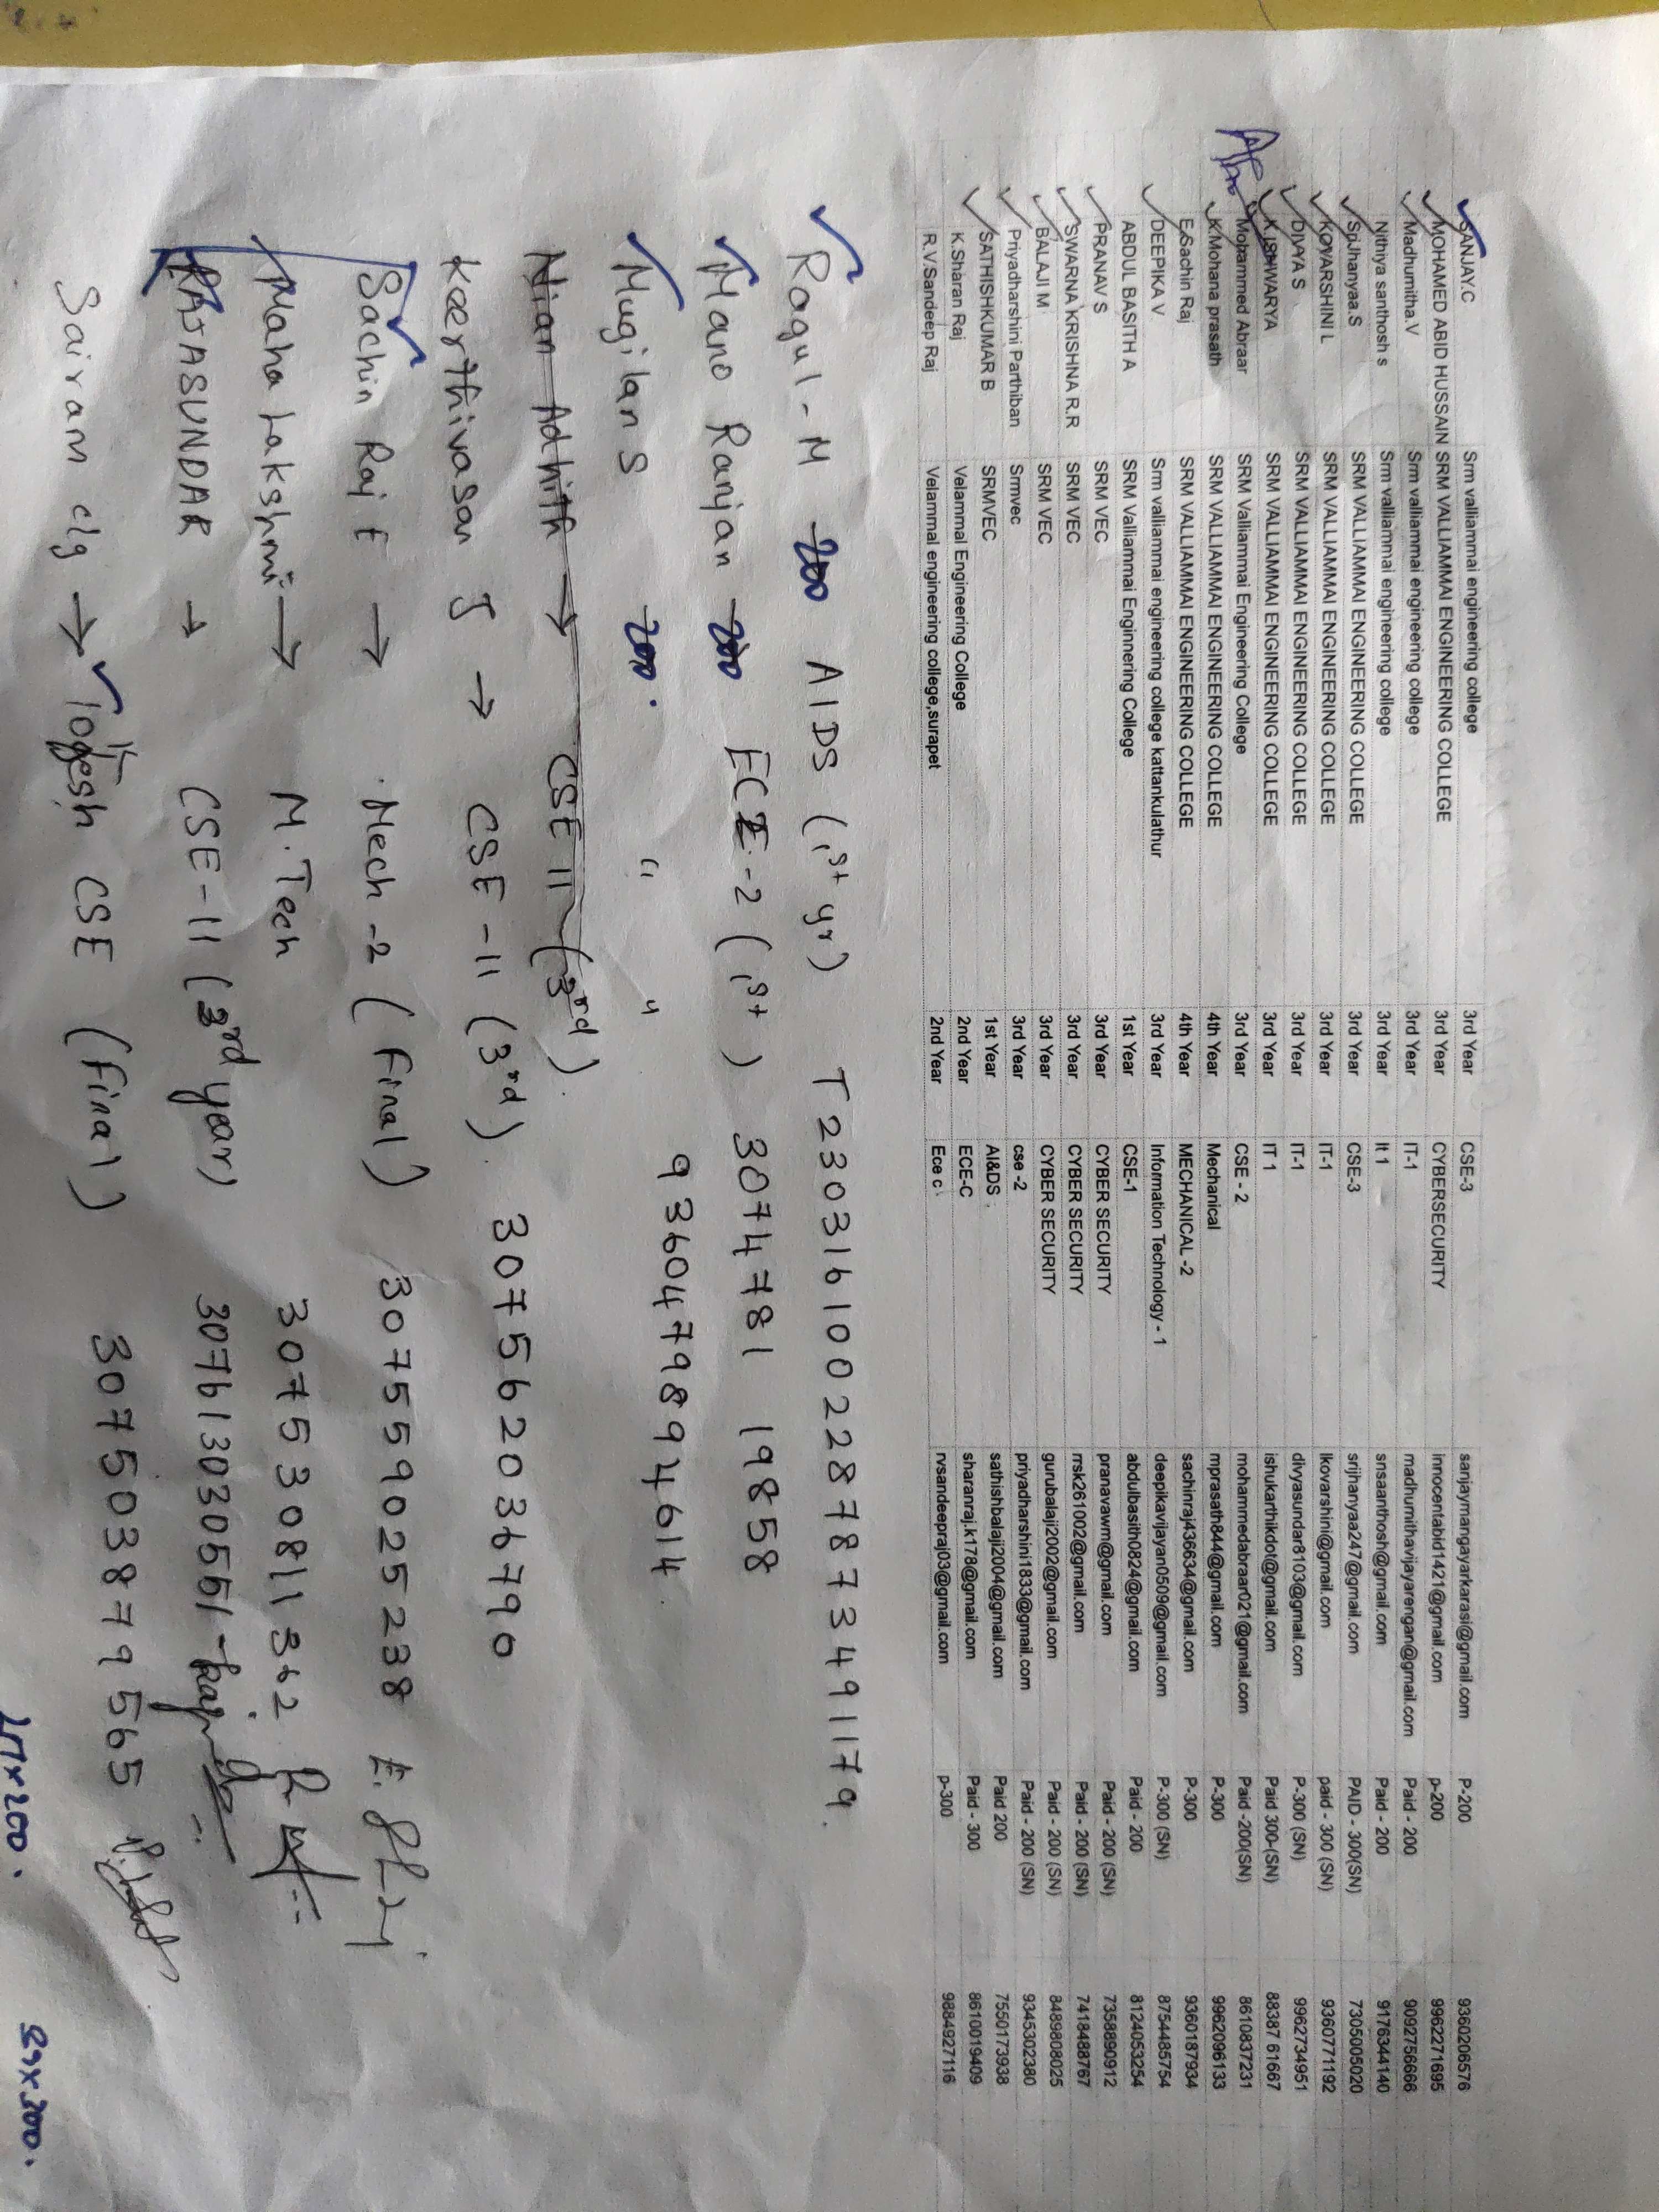 SANJAY.C Srm valliammai engineering college 3rd Year CSE-3 sanjaymangayarkarasi@gmail.com P-200 9360206576
MOHAMED ABID HUSSAIN SRM VALLIAMMAI ENGINEERING COLLEGE 3rd Year CYBERSECURITY innocentabid1421@gmail.com p-200 9962271695
Madhumitha.V Srm valliammai engineering college 3rd Year IT-1 madhumithavijayarengan@gmail.com Paid - 200 9092756666
Nithiya santhosh s Srm valliammai engineering college 3rd Year It 1 snsaanthosh@gmail.com Paid - 200 9176344140
Sri.Jhanyaa.S SRM VALLIAMMAI ENGINEERING COLLEGE 3rd Year CSE-3 srijhanyaa247@gmail.com PAID - 300(SN) 7305005020
KOVARSHINI L SRM VALLIAMMAI ENGINEERING COLLEGE 3rd Year IT-1 lkovarshini@gmail.com paid - 300 (SN) 9360771192
DIVYA S SRM VALLIAMMAI ENGINEERING COLLEGE 3rd Year IT-1 divyasundar8103@gmail.com P-300 (SN) 9962734951
K.ISHWARYA SRM VALLIAMMAI ENGINEERING COLLEGE 3rd Year IT 1 ishukarthikdot@gmail.com Paid 300-(SN) 88387 61667
Mohammed Abraar SRM Valliammai Engineering College 3rd Year CSE - 2 mohammedabraar021@gmail.com Paid -200(SN) 8610837231
K.Mohana prasath SRM VALLIAMMAI ENGINEERING COLLEGE 4th Year Mechanical mprasath844@gmail.com P-300 9962096133
E.Sachin Raj SRM VALLIAMMAI ENGINEERING COLLEGE 4th Year MECHANICAL -2 sachinraj436634@gmail.com P-300 9360187934
DEEPIKA V Srm valliammai engineering college kattankulathur 3rd Year Information Technology - 1 deepikavijayan0509@gmail.com P-300 (SN) 8754485754
ABDUL BASITH A SRM Valliammai Enginnering College 1st Year CSE-1 abdulbasith0824@gmail.com Paid - 200 8124053254
PRANAV S SRM VEC 3rd Year CYBER SECURITY pranavawm@gmail.com Paid - 200 (SN) 7358890912
SWARNA KRISHNA R.R SRM VEC 3rd Year CYBER SECURITY rrsk261002@gmail.com Paid - 200 (SN) 7418488767
BALAJI M SRM VEC 3rd Year CYBER SECURITY gurubalaji2002@gmail.com Paid - 200 (SN) 8489808025
Priyadharshini Parthiban Srmvec 3rd Year cse -2 priyadharshini1833@gmail.com Paid - 200 (SN) 9345302380
SATHISHKUMAR B SRMVEC 1st Year AI&DS sathishbalaji2004@gmail.com Paid 200 7550173938
K.Sharan Raj Velammal Engineering College 2nd Year ECE-C sharanraj.k178@gmail.com Paid - 300 8610019409
R.V.Sandeep Raj Velammal engineering college,surapet 2nd Year Ece c rvsandeepraj03@gmail.com p-300 9884927116
Ragul-M 200 AIDS (1st yr) T2303161002287873491179.
Mano Ranjan 200 ECE-2 (1st) 307478119858
Mugilan S 200. " " 9360479894614
Nian Adhith → CSE 11 (3rd).
Keerthivasan J → CSE-11 (3rd). 307562036790
Sachin Raj E → Mech-2 (final) 307559025238
Maha Lakshmi → M.Tech 307530811362
RAJASUNDAR → CSE-11 (3rd year) 307613030551
Sairam clg → Yogesh CSE (final) 307503879565
17x200. 89x300.